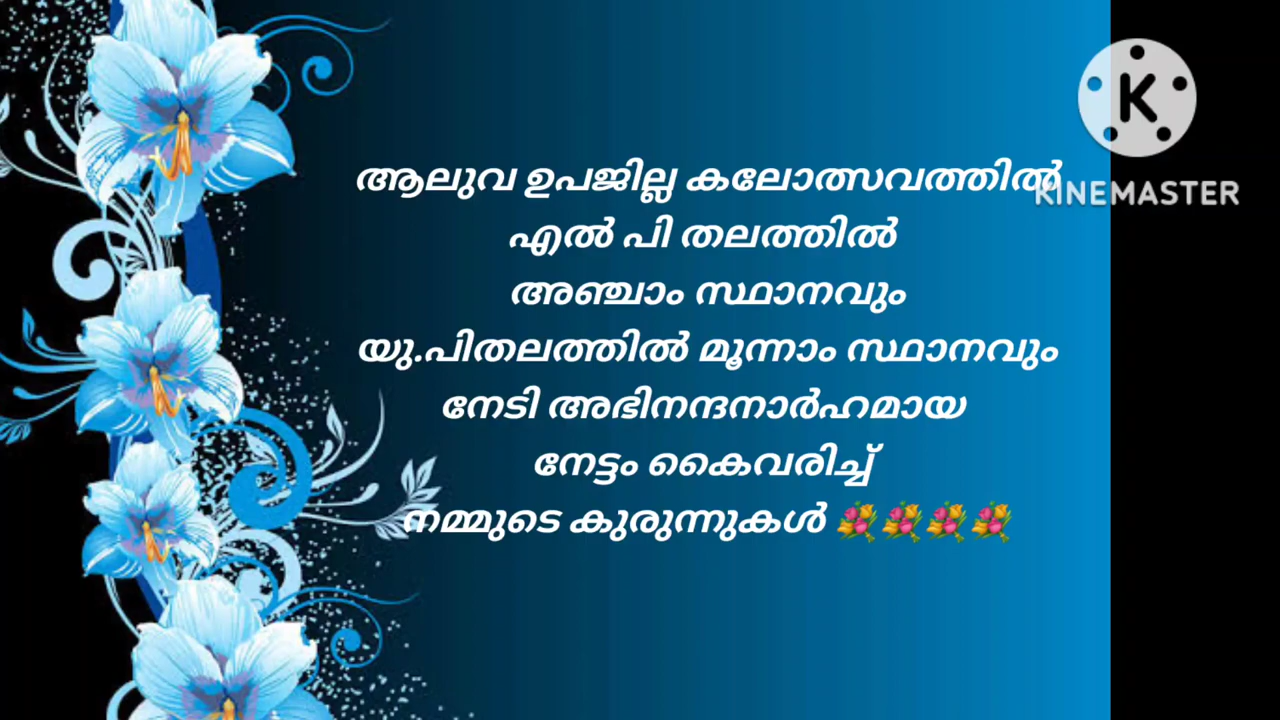 ആലുവ ഉപജില്ല കലോത്സവത്തിൽ
എൽ പി തലത്തിൽ
അഞ്ചാം സ്ഥാനവും
യു.പിതലത്തിൽ മൂന്നാം സ്ഥാനവും
നേടി അഭിനന്ദനാർഹമായ
നേട്ടം കൈവരിച്ച്
നമ്മുടെ കുരുന്നുകൾ 💐💐💐💐
K
KINEMASTER